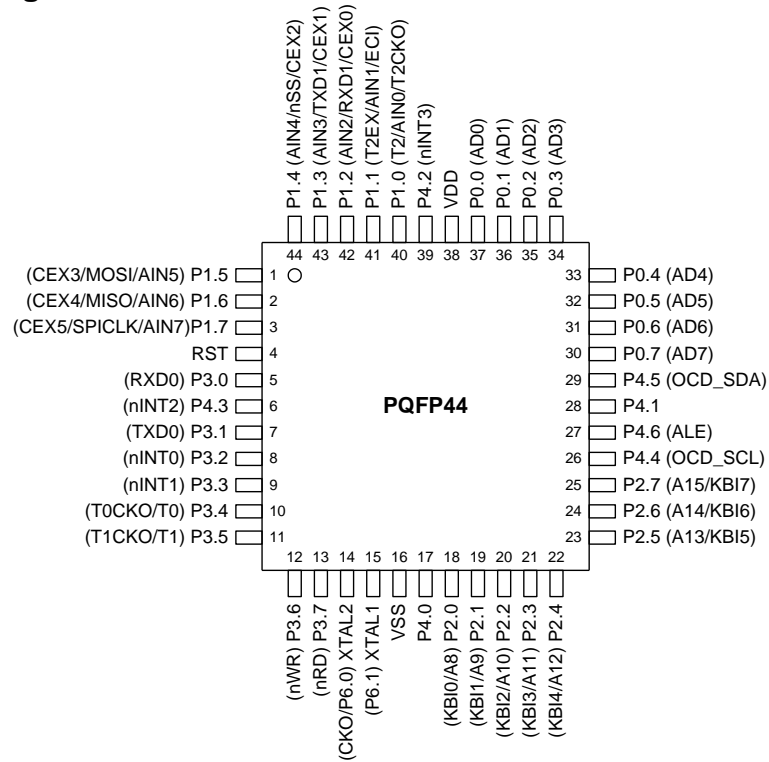 P1.4 (AIN4/nSS/CEX2)
P1.3 (AIN3/TXD1/CEX1)
P1.2 (AIN2/RXD1/CEX0)
P1.1 (T2EX/AIN1/ECI)
P1.0 (T2/AIN0/T2CKO)
P4.2 (nINT3)
VDD
P0.0 (AD0)
P0.1 (AD1)
P0.2 (AD2)
P0.3 (AD3)
44 43 42 41 40 39 38 37 36 35 34
(CEX3/MOSI/AIN5) P1.5 1
(CEX4/MISO/AIN6) P1.6 2
(CEX5/SPICLK/AIN7)P1.7 3
RST 4
(RXD0) P3.0 5
(nINT2) P4.3 6
(TXD0) P3.1 7
(nINT0) P3.2 8
(nINT1) P3.3 9
(T0CKO/T0) P3.4 10
(T1CKO/T1) P3.5 11
PQFP44
33 P0.4 (AD4)
32 P0.5 (AD5)
31 P0.6 (AD6)
30 P0.7 (AD7)
29 P4.5 (OCD_SDA)
28 P4.1
27 P4.6 (ALE)
26 P4.4 (OCD_SCL)
25 P2.7 (A15/KBI7)
24 P2.6 (A14/KBI6)
23 P2.5 (A13/KBI5)
12 13 14 15 16 17 18 19 20 21 22
(nWR) P3.6
(nRD) P3.7
(CKO/P6.0) XTAL2
(P6.1) XTAL1
VSS
P4.0
(KBI0/A8) P2.0
(KBI1/A9) P2.1
(KBI2/A10) P2.2
(KBI3/A11) P2.3
(KBI4/A12) P2.4